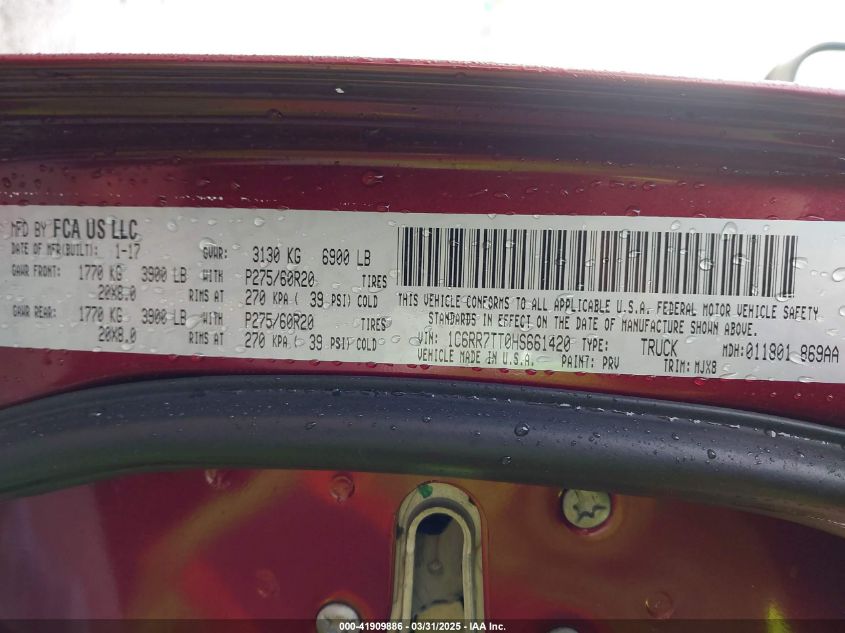 MFD BY FCA US LLC
DATE OF MFR(BUILT): 1-17 GVWR: 3130 KG 6900 LB
GAWR FRONT: 1770 KG 3900 LB WITH P275/60R20 TIRES
20X8.0 RIMS AT 270 KPA ( 39 PSI) COLD
GAWR REAR: 1770 KG 3900 LB WITH P275/60R20 TIRES
20X8.0 RIMS AT 270 KPA ( 39 PSI) COLD
THIS VEHICLE CONFORMS TO ALL APPLICABLE U.S.A. FEDERAL MOTOR VEHICLE SAFETY
STANDARDS IN EFFECT ON THE DATE OF MANUFACTURE SHOWN ABOVE.
VIN: 1C6RR7TT0HS661420 TYPE: TRUCK MDH: 011901 869AA
VEHICLE MADE IN U.S.A. PAINT: PRV TRIM: MJX8
000-41909886 - 03/31/2025 - IAA Inc.